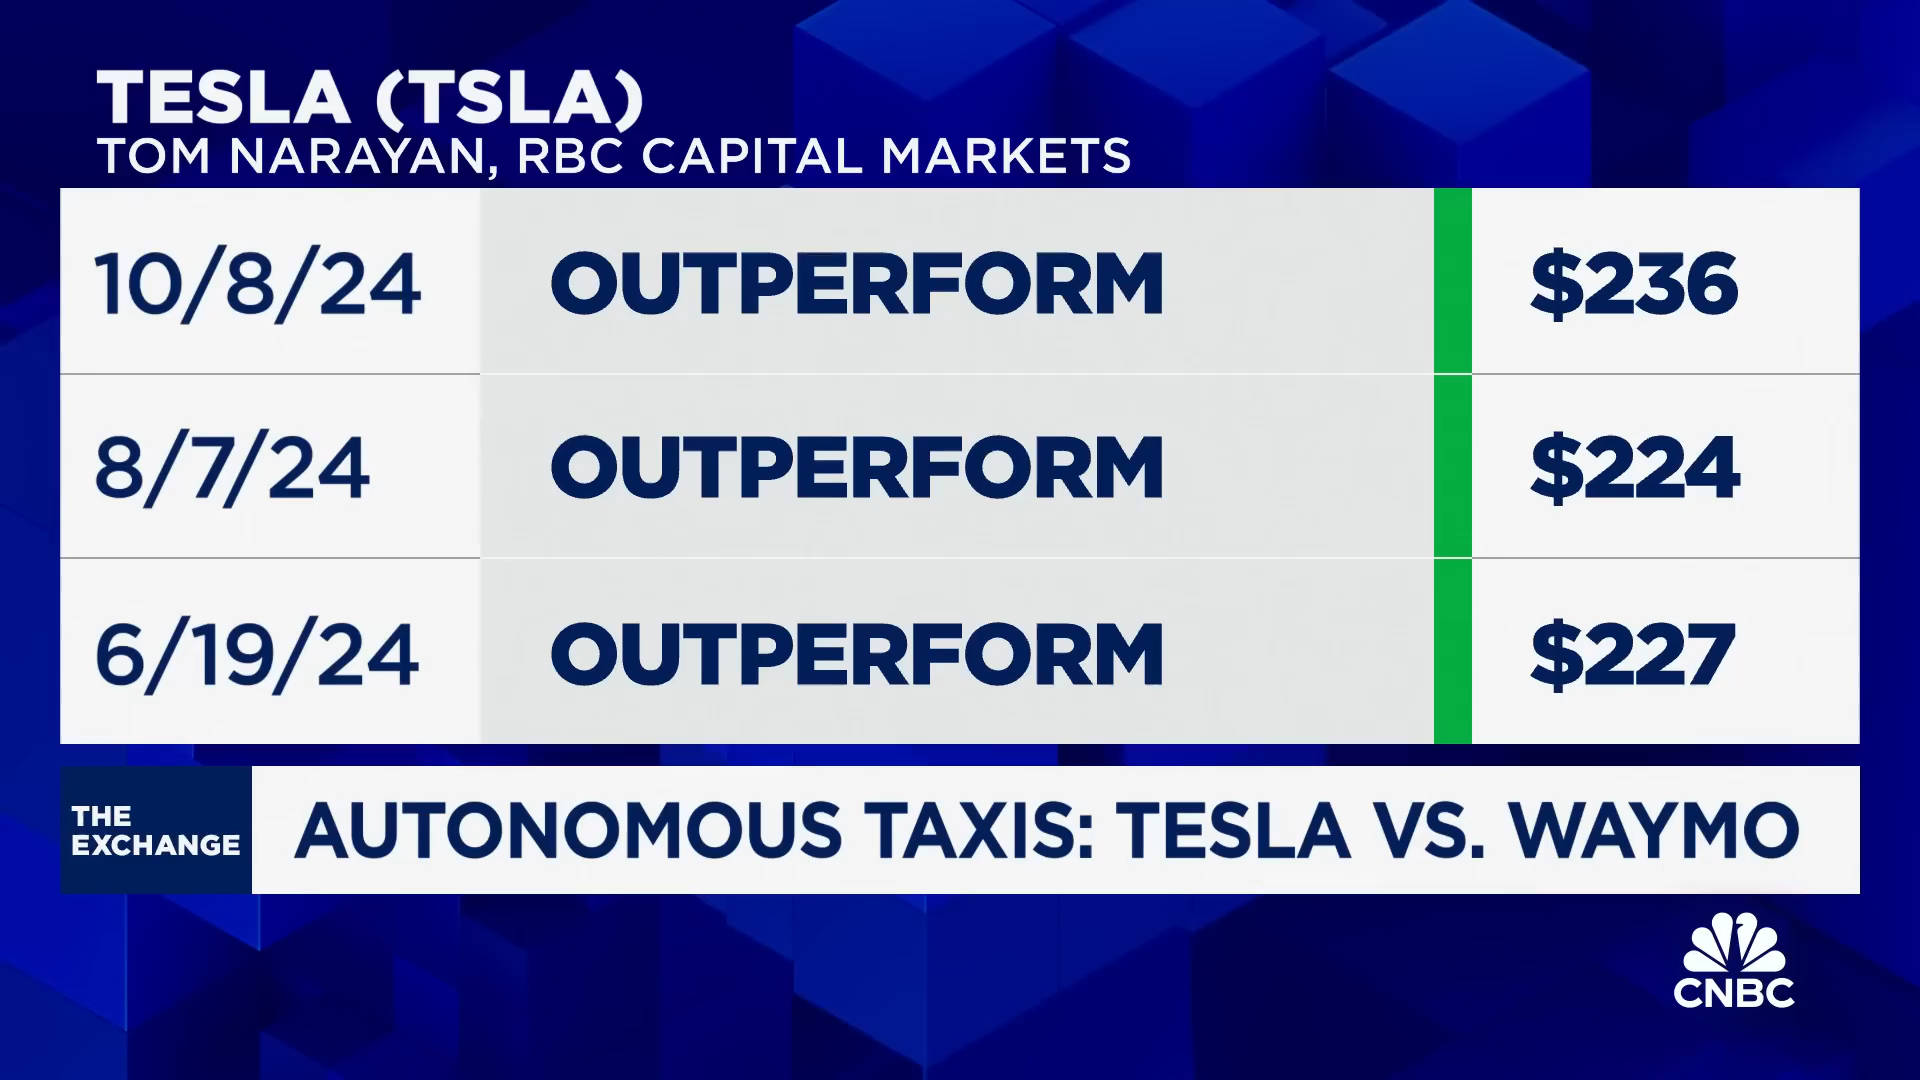 TESLA (TSLA)
TOM NARAYAN, RBC CAPITAL MARKETS
10/8/24 OUTPERFORM $236
8/7/24 OUTPERFORM $224
6/19/24 OUTPERFORM $227
THE
EXCHANGE
AUTONOMOUS TAXIS: TESLA VS. WAYMO
CNBC